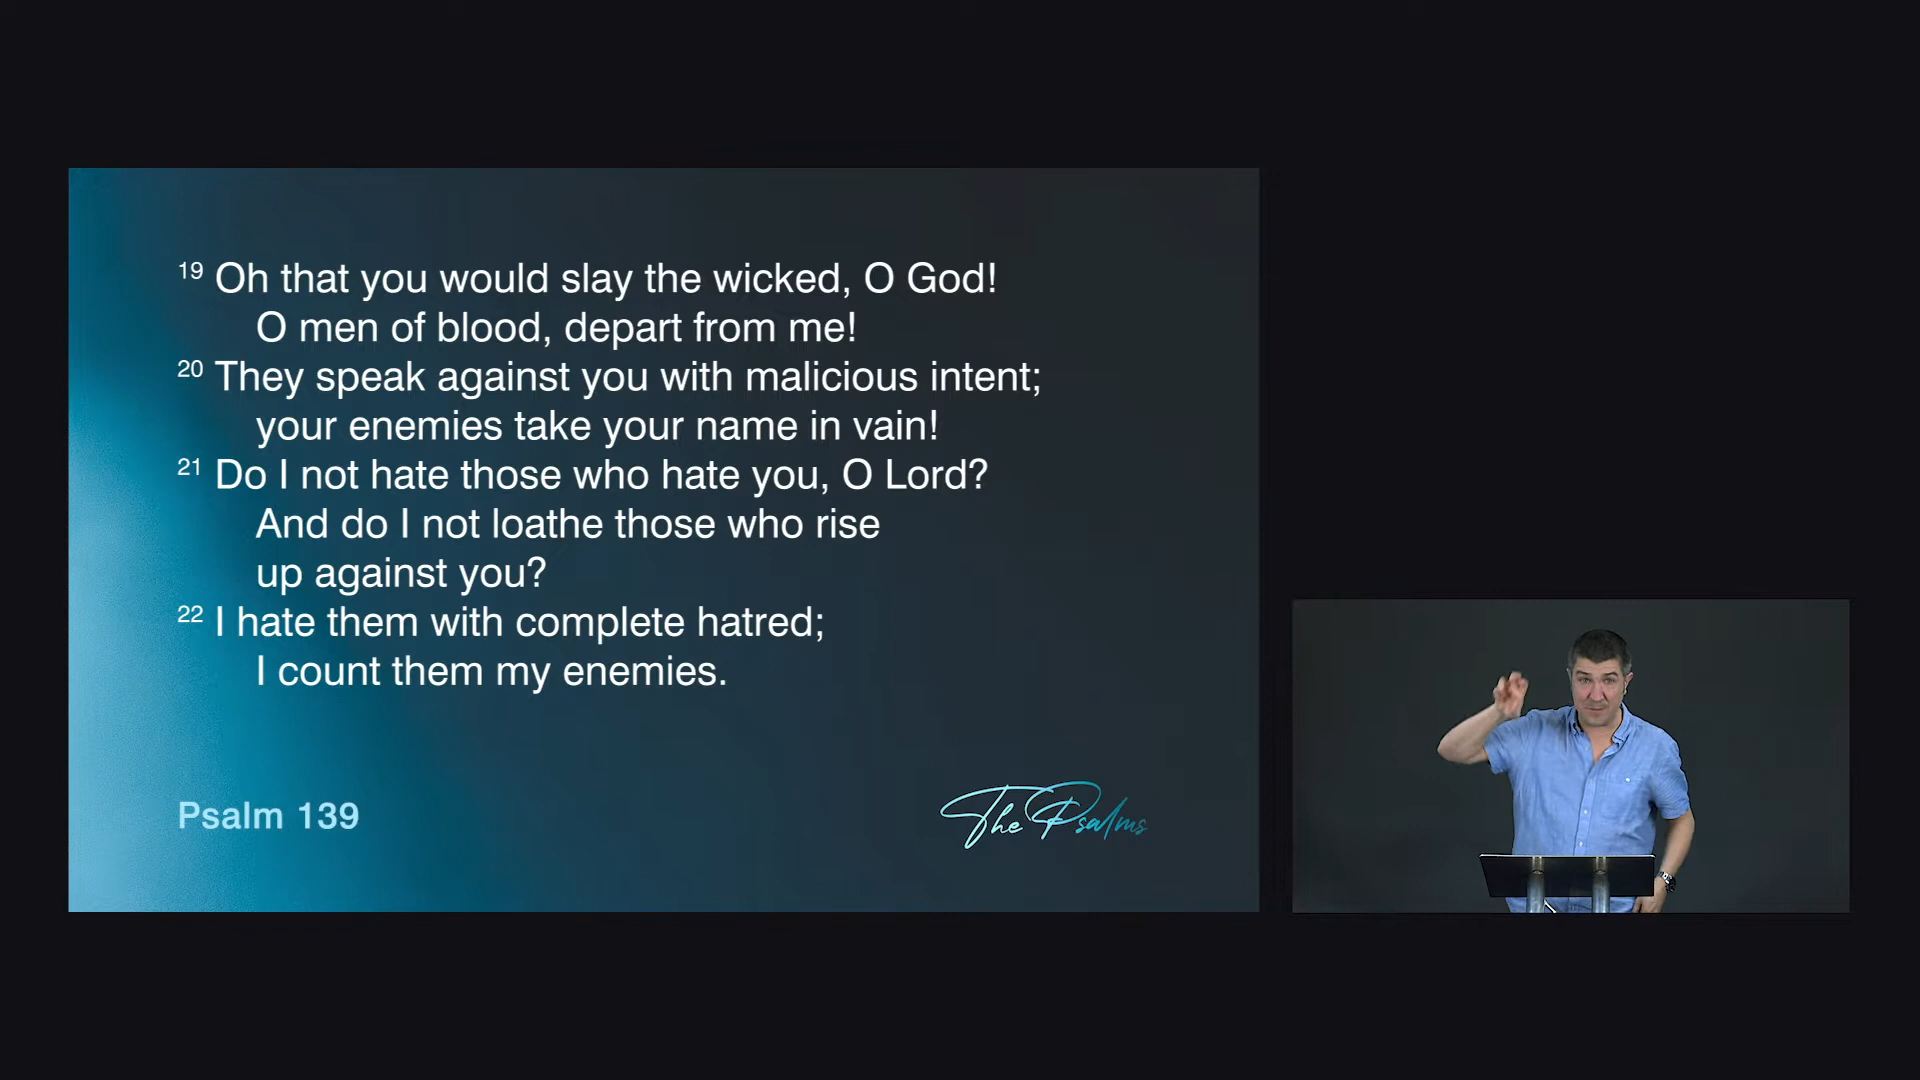 19 Oh that you would slay the wicked, O God!
O men of blood, depart from me!
20 They speak against you with malicious intent;
your enemies take your name in vain!
21 Do I not hate those who hate you, O Lord?
And do I not loathe those who rise
up against you?
22 I hate them with complete hatred;
I count them my enemies.
Psalm 139
The Psalms